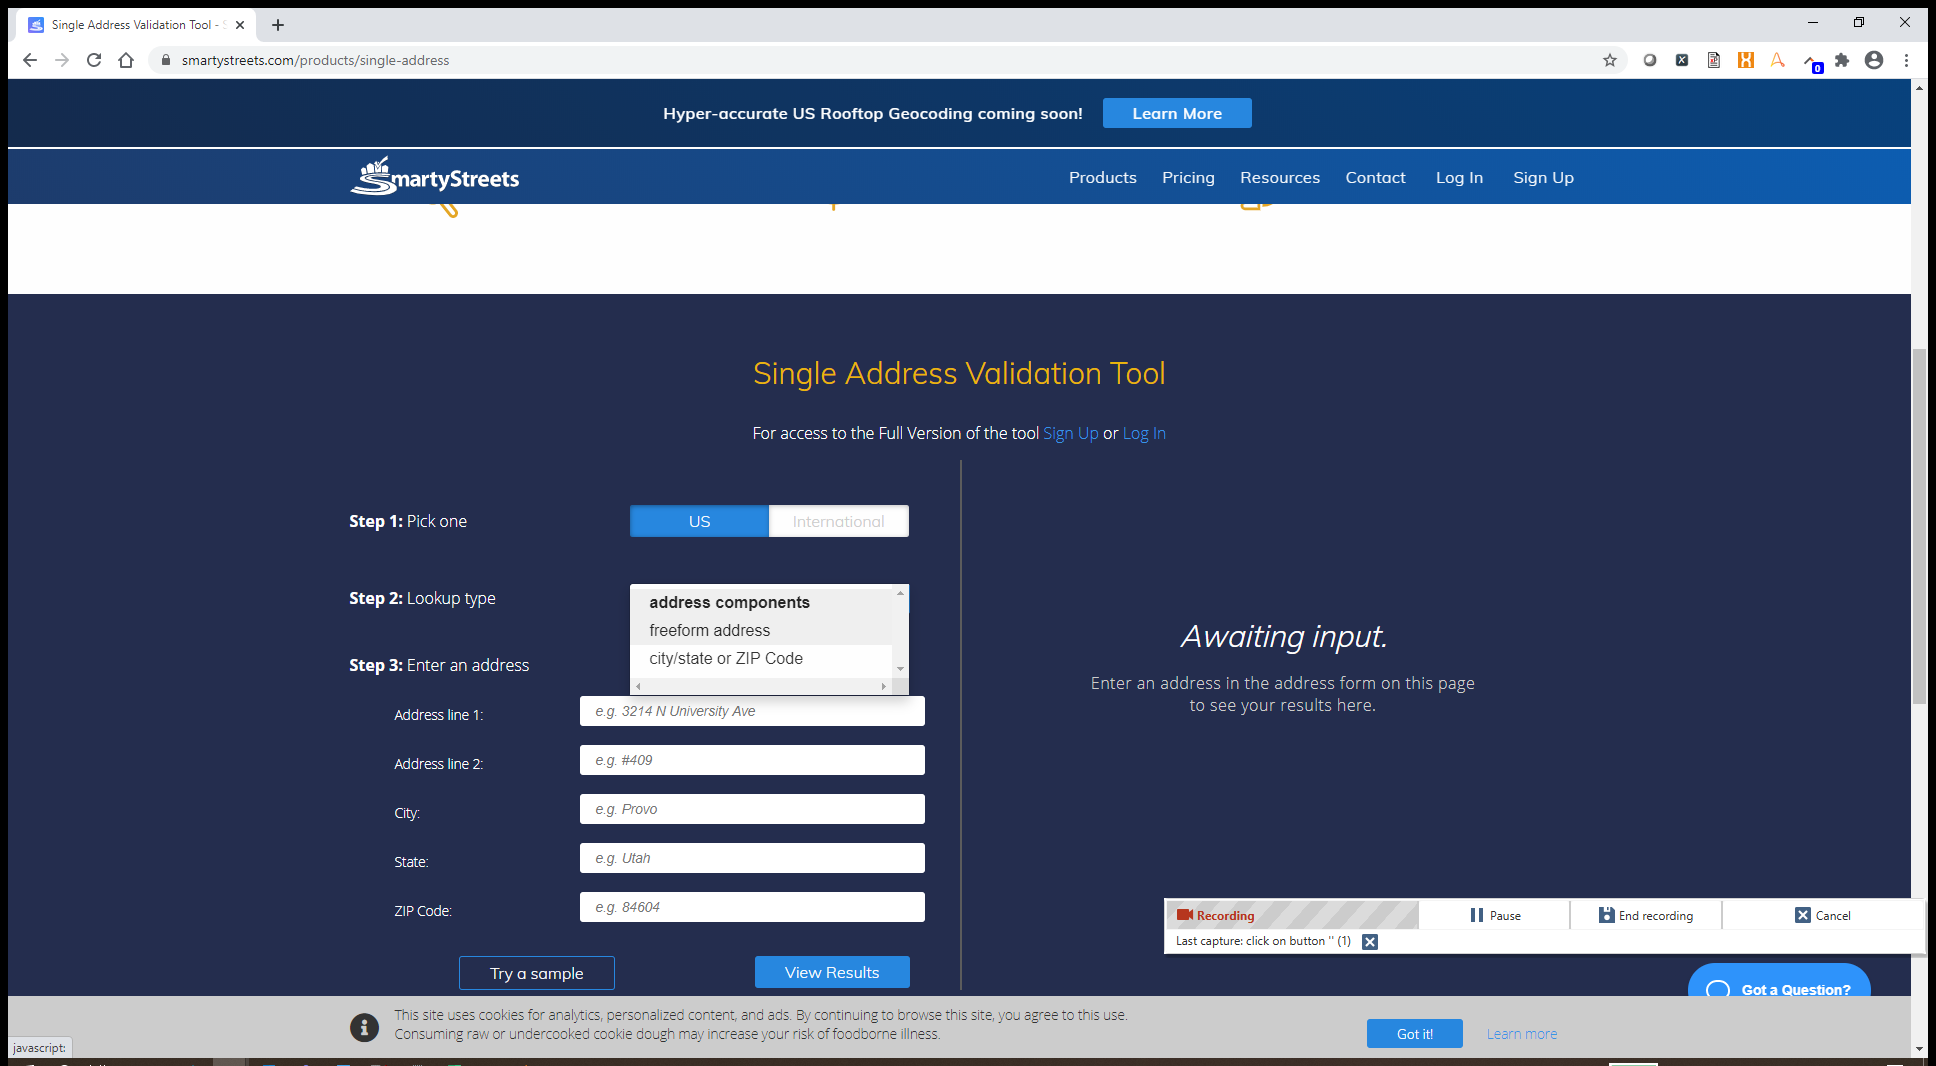 Single Address Validation Tool - S
smartystreets.com/products/single-address
0
Hyper-accurate US Rooftop Geocoding coming soon!
Learn More
SmartyStreets
Products
Pricing
Resources
Contact
Log In
Sign Up
Single Address Validation Tool
For access to the Full Version of the tool Sign Up or Log In
Step 1: Pick one
US
International
Step 2: Lookup type
address components
freeform address
city/state or ZIP Code
Step 3: Enter an address
Address line 1:
e.g. 3214 N University Ave
Address line 2:
e.g. #409
City:
e.g. Provo
State:
e.g. Utah
ZIP Code:
e.g. 84604
Try a sample
View Results
Awaiting input.
Enter an address in the address form on this page
to see your results here.
Recording
Pause
End recording
Cancel
Last capture: click on button '' (1)
Got a Question?
This site uses cookies for analytics, personalized content, and ads. By continuing to browse this site, you agree to this use.
Consuming raw or undercooked cookie dough may increase your risk of foodborne illness.
Got it!
Learn more
javascript: